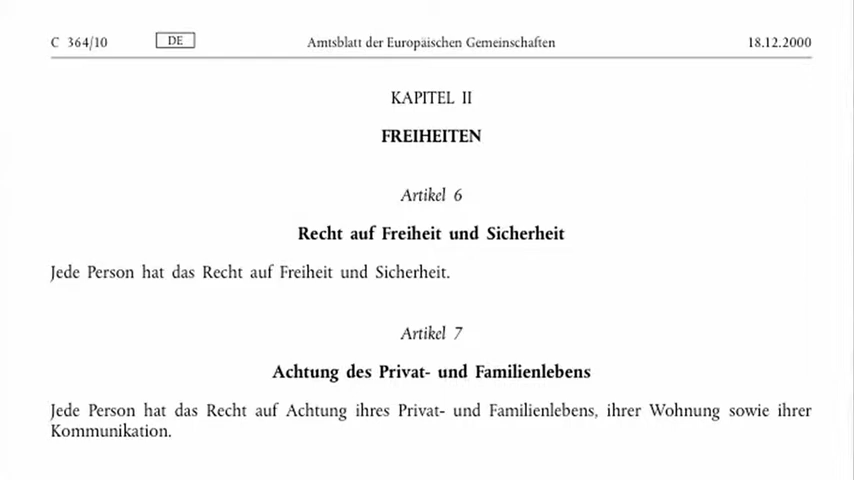 C 364/10 DE Amtsblatt der Europäischen Gemeinschaften 18.12.2000
KAPITEL II
FREIHEITEN
Artikel 6
Recht auf Freiheit und Sicherheit
Jede Person hat das Recht auf Freiheit und Sicherheit.
Artikel 7
Achtung des Privat- und Familienlebens
Jede Person hat das Recht auf Achtung ihres Privat- und Familienlebens, ihrer Wohnung sowie ihrer
Kommunikation.